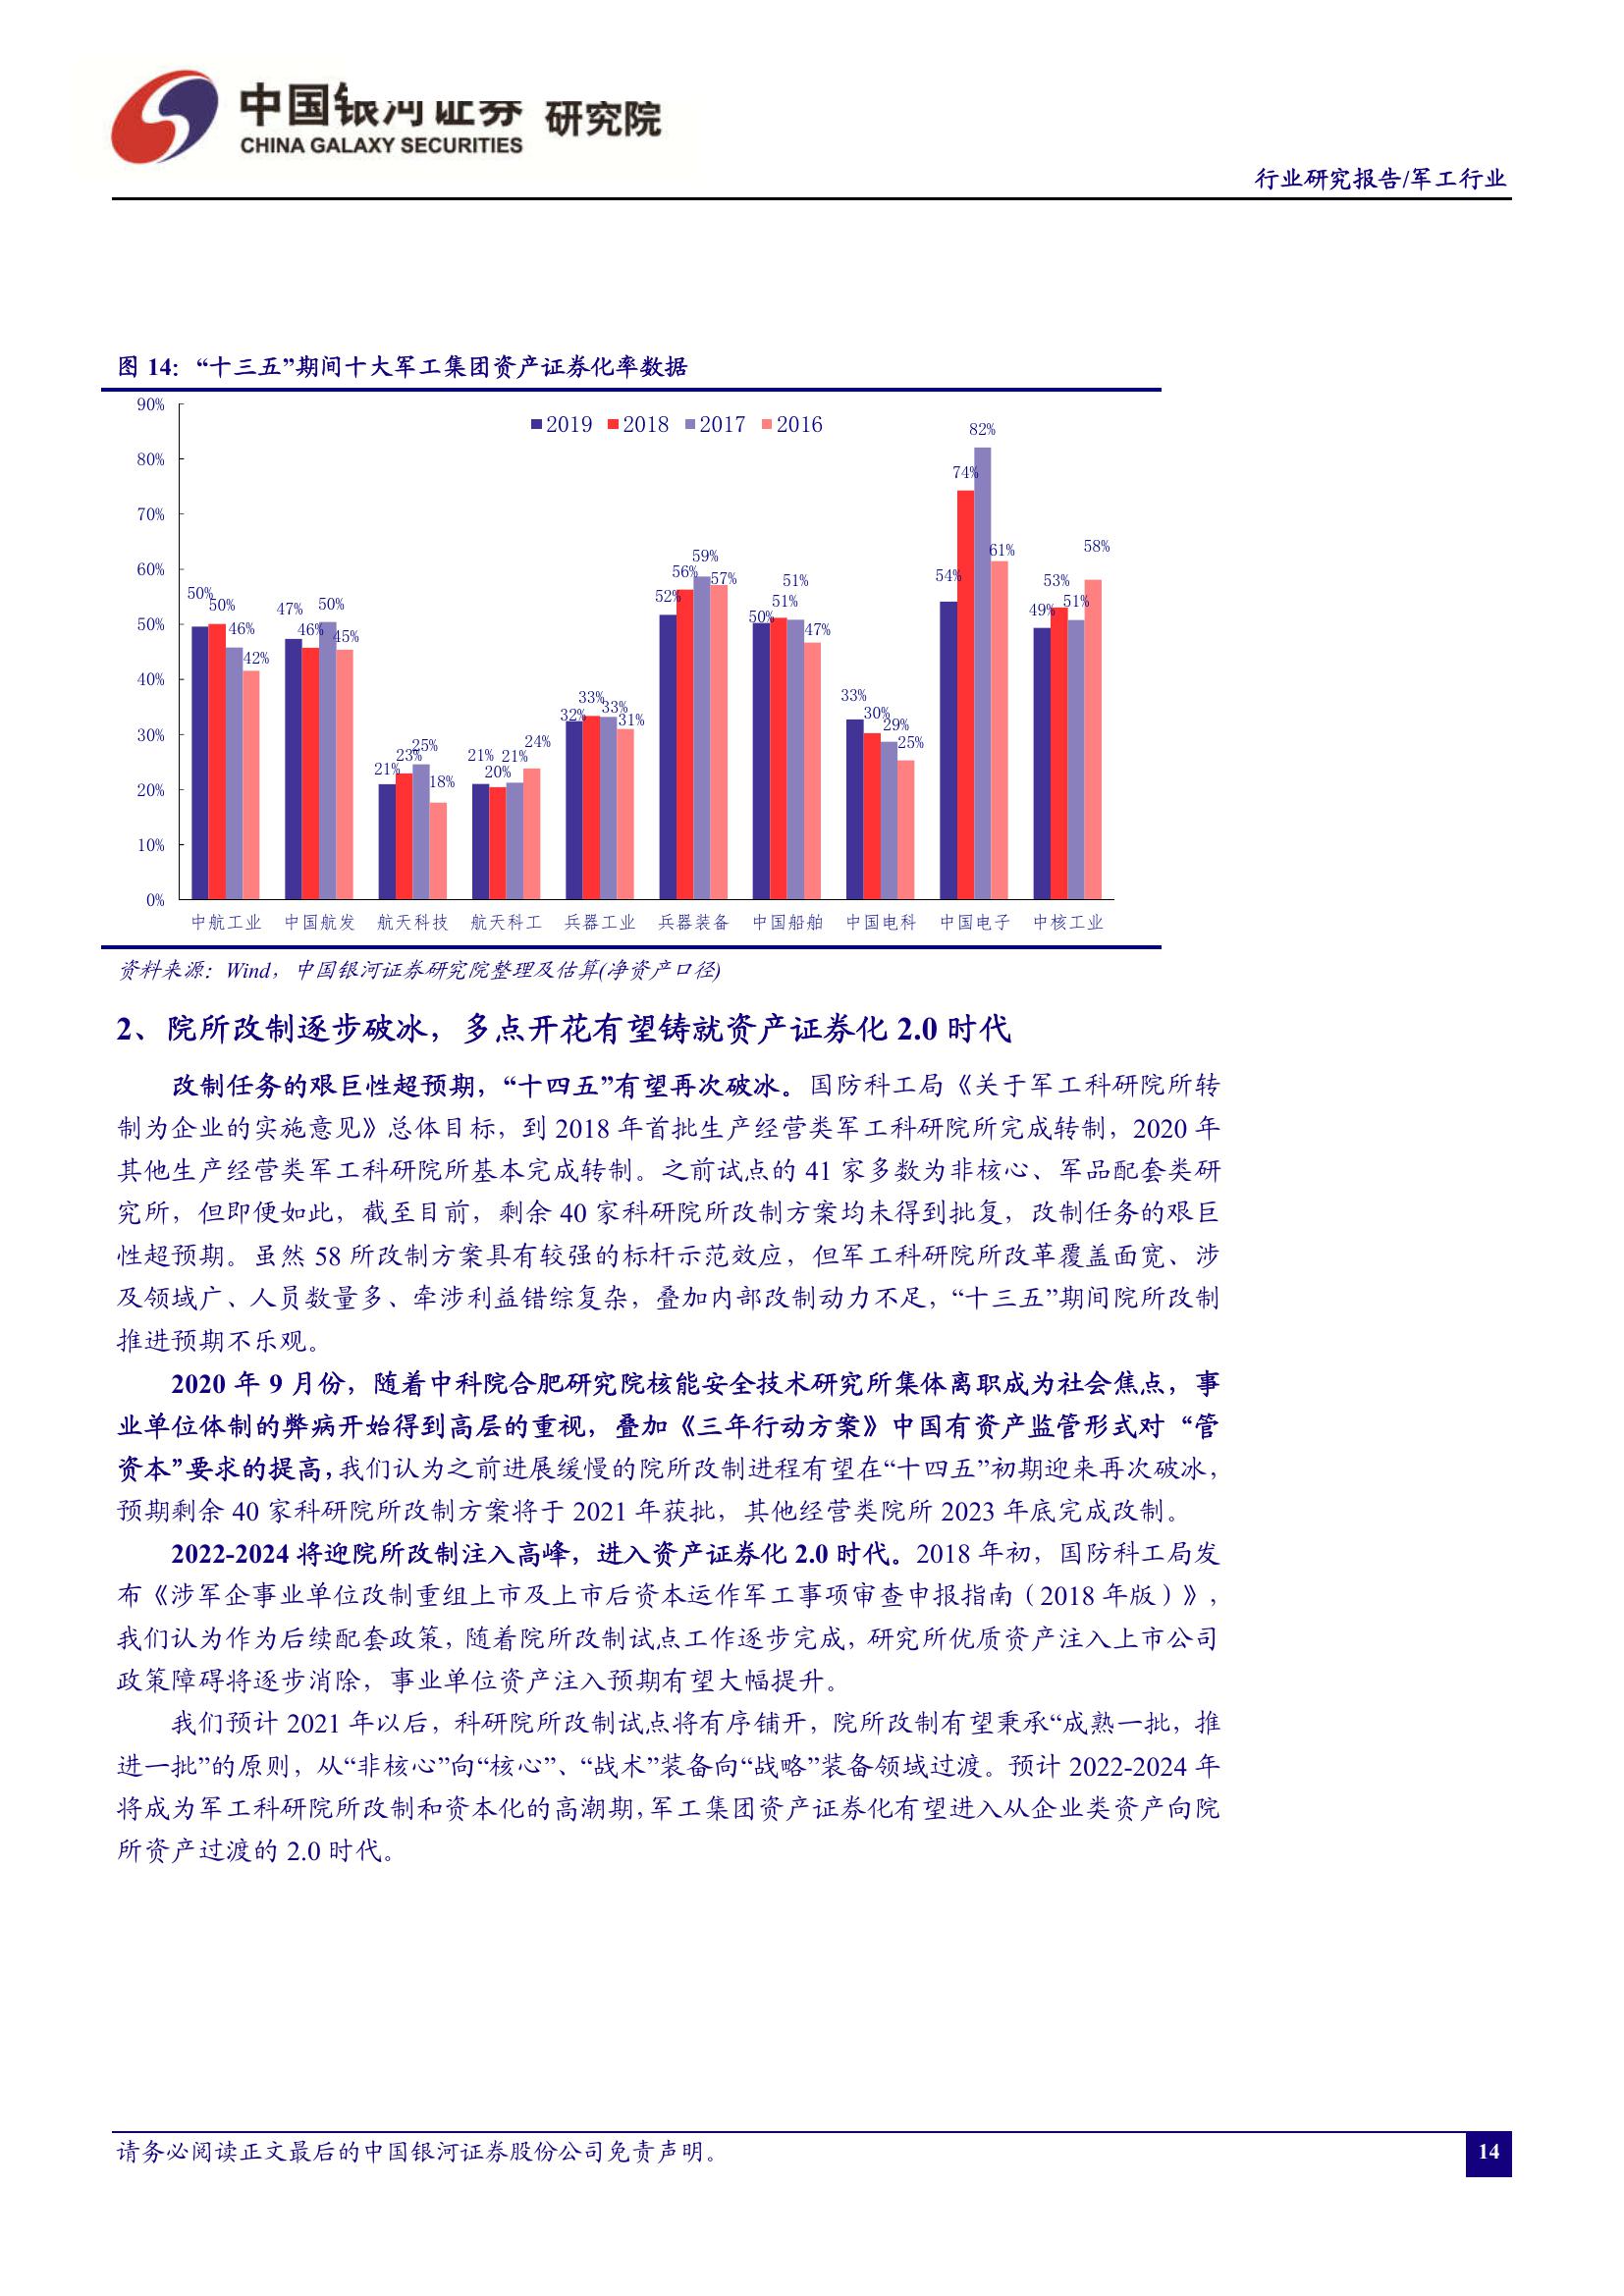 中国银河证券 研究院
CHINA GALAXY SECURITIES
行业研究报告/军工行业
图 14：“十三五”期间十大军工集团资产证券化率数据
90%
80%
70%
60%
50%
40%
30%
20%
10%
0%
2019 2018 2017 2016
50% 50% 46% 42%
47% 46% 50% 45%
21% 23% 25% 18%
21% 20% 21% 24%
32% 33% 33% 31%
52% 56% 59% 57%
50% 51% 51% 47%
33% 30% 29% 25%
54% 74% 82% 61%
49% 53% 51% 58%
中航工业 中国航发 航天科技 航天科工 兵器工业 兵器装备 中国船舶 中国电科 中国电子 中核工业
资料来源：Wind，中国银河证券研究院整理及估算(净资产口径)
2、院所改制逐步破冰，多点开花有望铸就资产证券化 2.0 时代
改制任务的艰巨性超预期，“十四五”有望再次破冰。国防科工局《关于军工科研院所转
制为企业的实施意见》总体目标，到 2018 年首批生产经营类军工科研院所完成转制，2020 年
其他生产经营类军工科研院所基本完成转制。之前试点的 41 家多数为非核心、军品配套类研
究所，但即便如此，截至目前，剩余 40 家科研院所改制方案均未得到批复，改制任务的艰巨
性超预期。虽然 58 所改制方案具有较强的标杆示范效应，但军工科研院所改革覆盖面宽、涉
及领域广、人员数量多、牵涉利益错综复杂，叠加内部改制动力不足，“十三五”期间院所改制
推进预期不乐观。
2020 年 9 月份，随着中科院合肥研究院核能安全技术研究所集体离职成为社会焦点，事
业单位体制的弊病开始得到高层的重视，叠加《三年行动方案》中国有资产监管形式对 “管
资本”要求的提高，我们认为之前进展缓慢的院所改制进程有望在“十四五”初期迎来再次破冰，
预期剩余 40 家科研院所改制方案将于 2021 年获批，其他经营类院所 2023 年底完成改制。
2022-2024 将迎院所改制注入高峰，进入资产证券化 2.0 时代。2018 年初，国防科工局发
布《涉军企事业单位改制重组上市及上市后资本运作军工事项审查申报指南（2018 年版）》，
我们认为作为后续配套政策，随着院所改制试点工作逐步完成，研究所优质资产注入上市公司
政策障碍将逐步消除，事业单位资产注入预期有望大幅提升。
我们预计 2021 年以后，科研院所改制试点将有序铺开，院所改制有望秉承“成熟一批，推
进一批”的原则，从“非核心”向“核心”、“战术”装备向“战略”装备领域过渡。预计 2022-2024 年
将成为军工科研院所改制和资本化的高潮期，军工集团资产证券化有望进入从企业类资产向院
所资产过渡的 2.0 时代。
请务必阅读正文最后的中国银河证券股份公司免责声明。
14